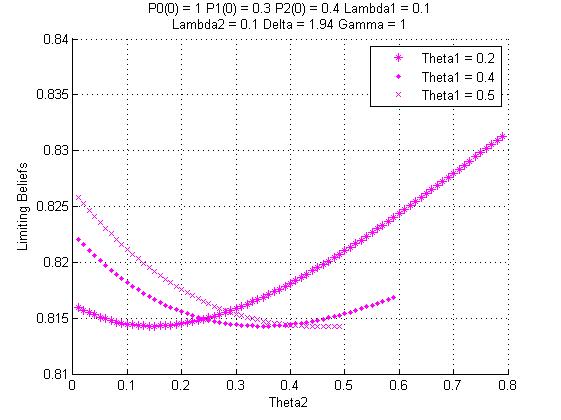 P0(0) = 1 P1(0) = 0.3 P2(0) = 0.4 Lambda1 = 0.1
Lambda2 = 0.1 Delta = 1.94 Gamma = 1
0.84
0.835
0.83
0.825
0.82
0.815
0.81
Limiting Beliefs
Theta1 = 0.2
Theta1 = 0.4
Theta1 = 0.5
0 0.1 0.2 0.3 0.4 0.5 0.6 0.7 0.8
Theta2